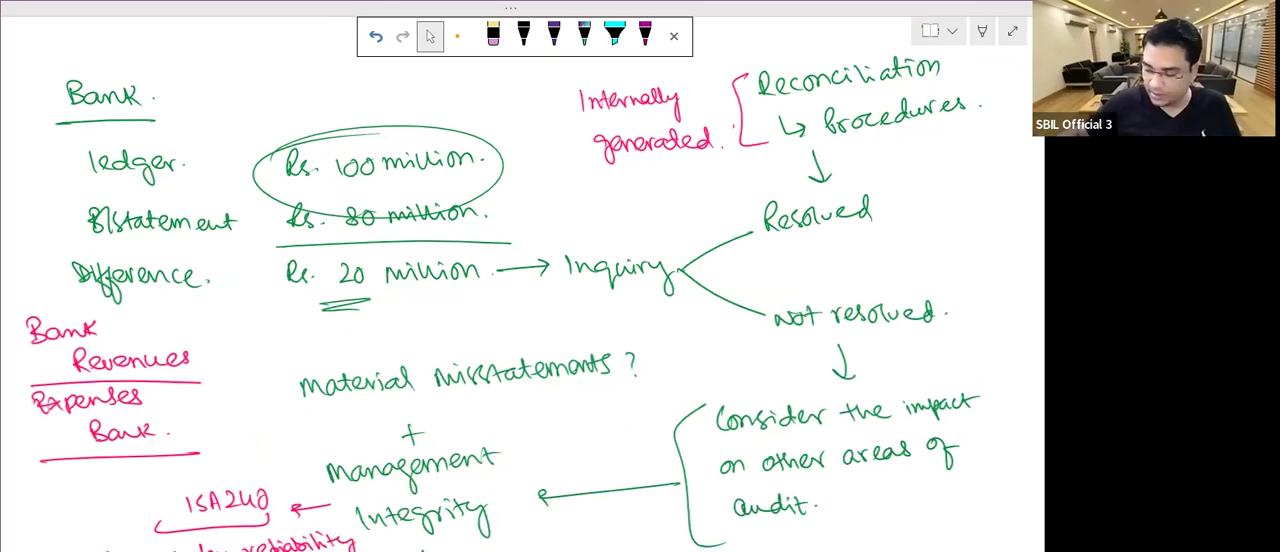 Bank.
ledger. Rs. 100 million.
B/Statement Rs. 80 million.
Difference. Rs. 20 million → Inquiry
Internally
generated.
Reconciliation
↳ Procedures.
↓
Resolved
Not resolved.
↓
Consider the impact
on other areas of
audit.
Bank
Revenues
Expenses
Bank.
Material misstatements?
+
Management
Integrity
ISA240
reliability
SBIL Official 3